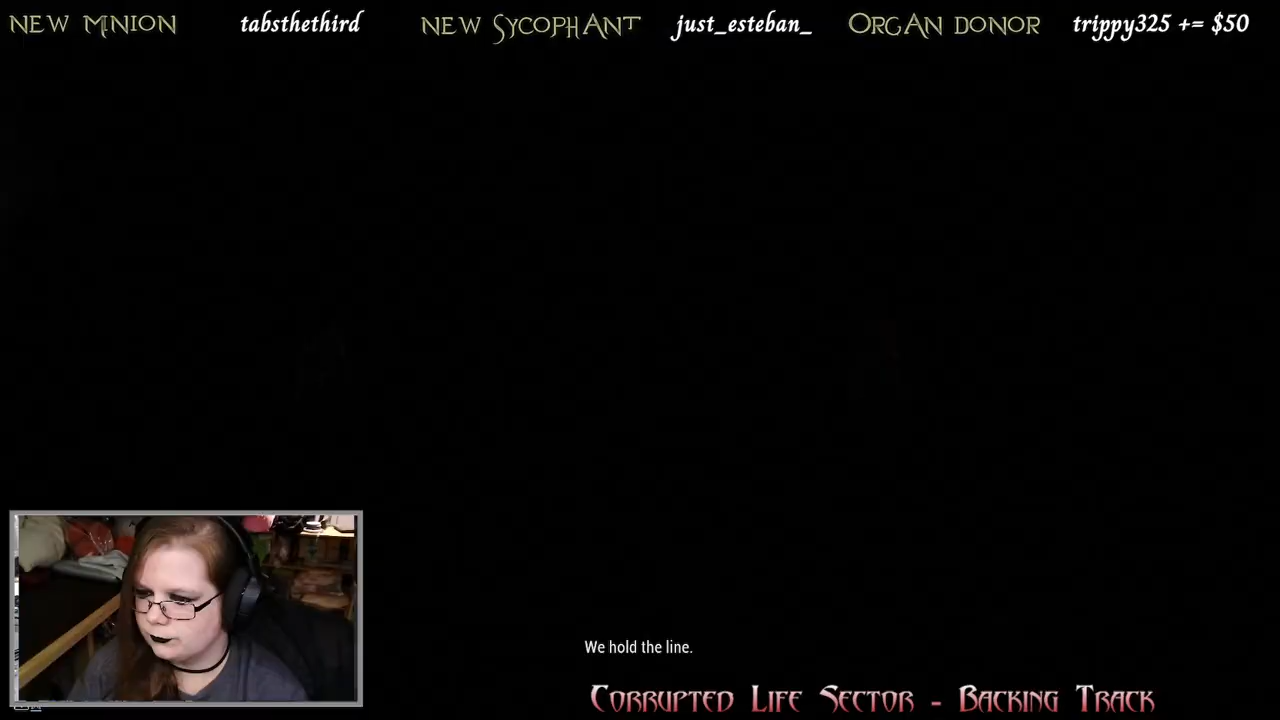 NEW MINION tabsthethird NEW SYCOPHANT just_esteban_ ORGAN DONOR trippy325 += $50
We hold the line.
CORRUPTED LIFE SECTOR - BACKING TRACK